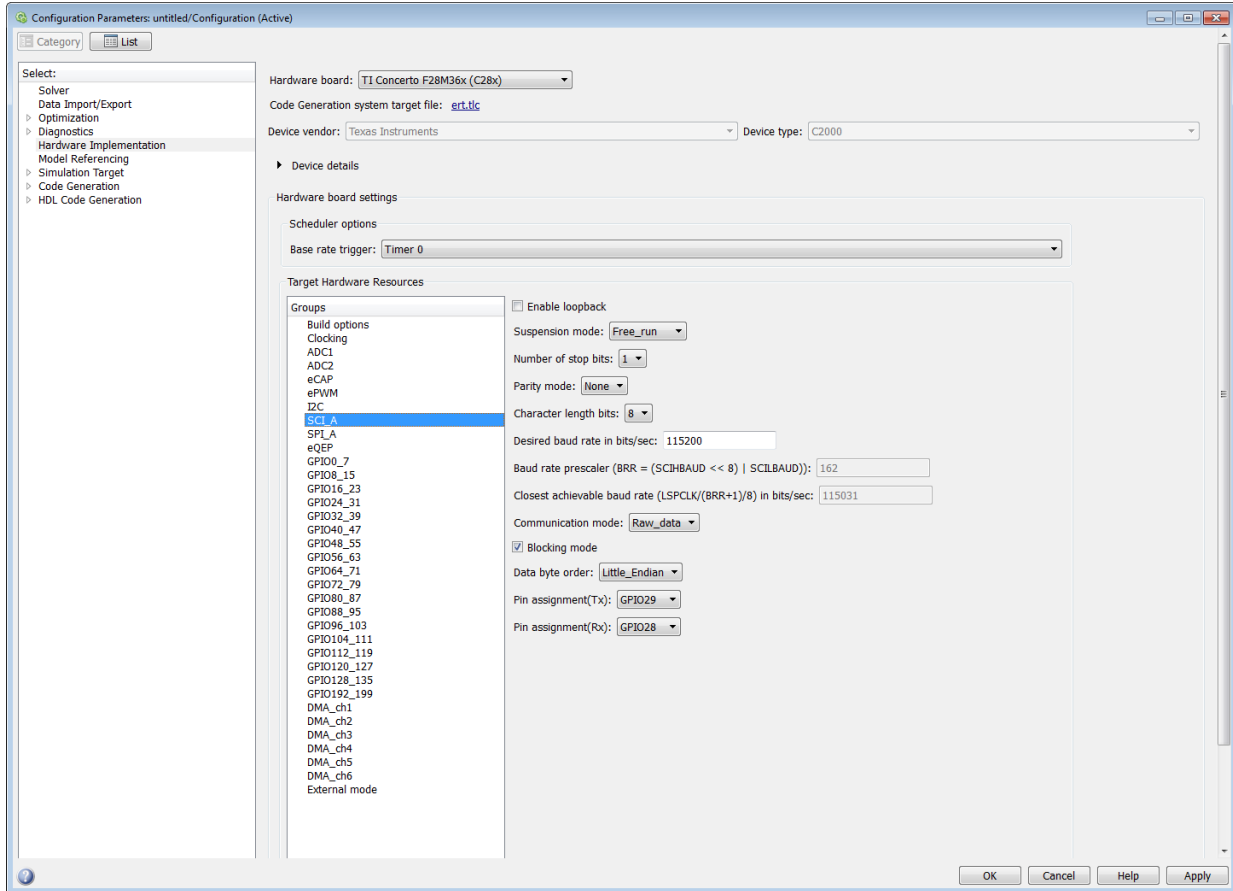 Configuration Parameters: untitled/Configuration (Active)
Category List
Select:
Solver
Data Import/Export
Optimization
Diagnostics
Hardware Implementation
Model Referencing
Simulation Target
Code Generation
HDL Code Generation
Hardware board: TI Concerto F28M36x (C28x)
Code Generation system target file: ert.tlc
Device vendor: Texas Instruments Device type: C2000
Device details
Hardware board settings
Scheduler options
Base rate trigger: Timer 0
Target Hardware Resources
Groups
Build options
Clocking
ADC1
ADC2
eCAP
ePWM
I2C
SCI_A
SPI_A
eQEP
GPIO0_7
GPIO8_15
GPIO16_23
GPIO24_31
GPIO32_39
GPIO40_47
GPIO48_55
GPIO56_63
GPIO64_71
GPIO72_79
GPIO80_87
GPIO88_95
GPIO96_103
GPIO104_111
GPIO112_119
GPIO120_127
GPIO128_135
GPIO192_199
DMA_ch1
DMA_ch2
DMA_ch3
DMA_ch4
DMA_ch5
DMA_ch6
External mode
Enable loopback
Suspension mode: Free_run
Number of stop bits: 1
Parity mode: None
Character length bits: 8
Desired baud rate in bits/sec: 115200
Baud rate prescaler (BRR = (SCIHBAUD << 8) | SCILBAUD)): 162
Closest achievable baud rate (LSPCLK/(BRR+1)/8) in bits/sec: 115031
Communication mode: Raw_data
Blocking mode
Data byte order: Little_Endian
Pin assignment(Tx): GPIO29
Pin assignment(Rx): GPIO28
OK Cancel Help Apply